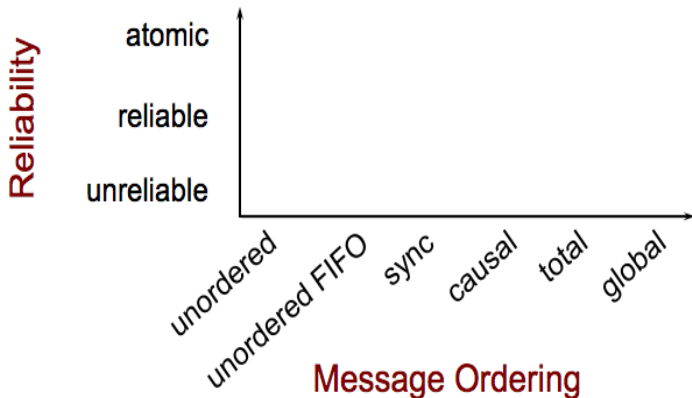 Reliability
atomic
reliable
unreliable
unordered
unordered FIFO
sync
causal
total
global
Message Ordering